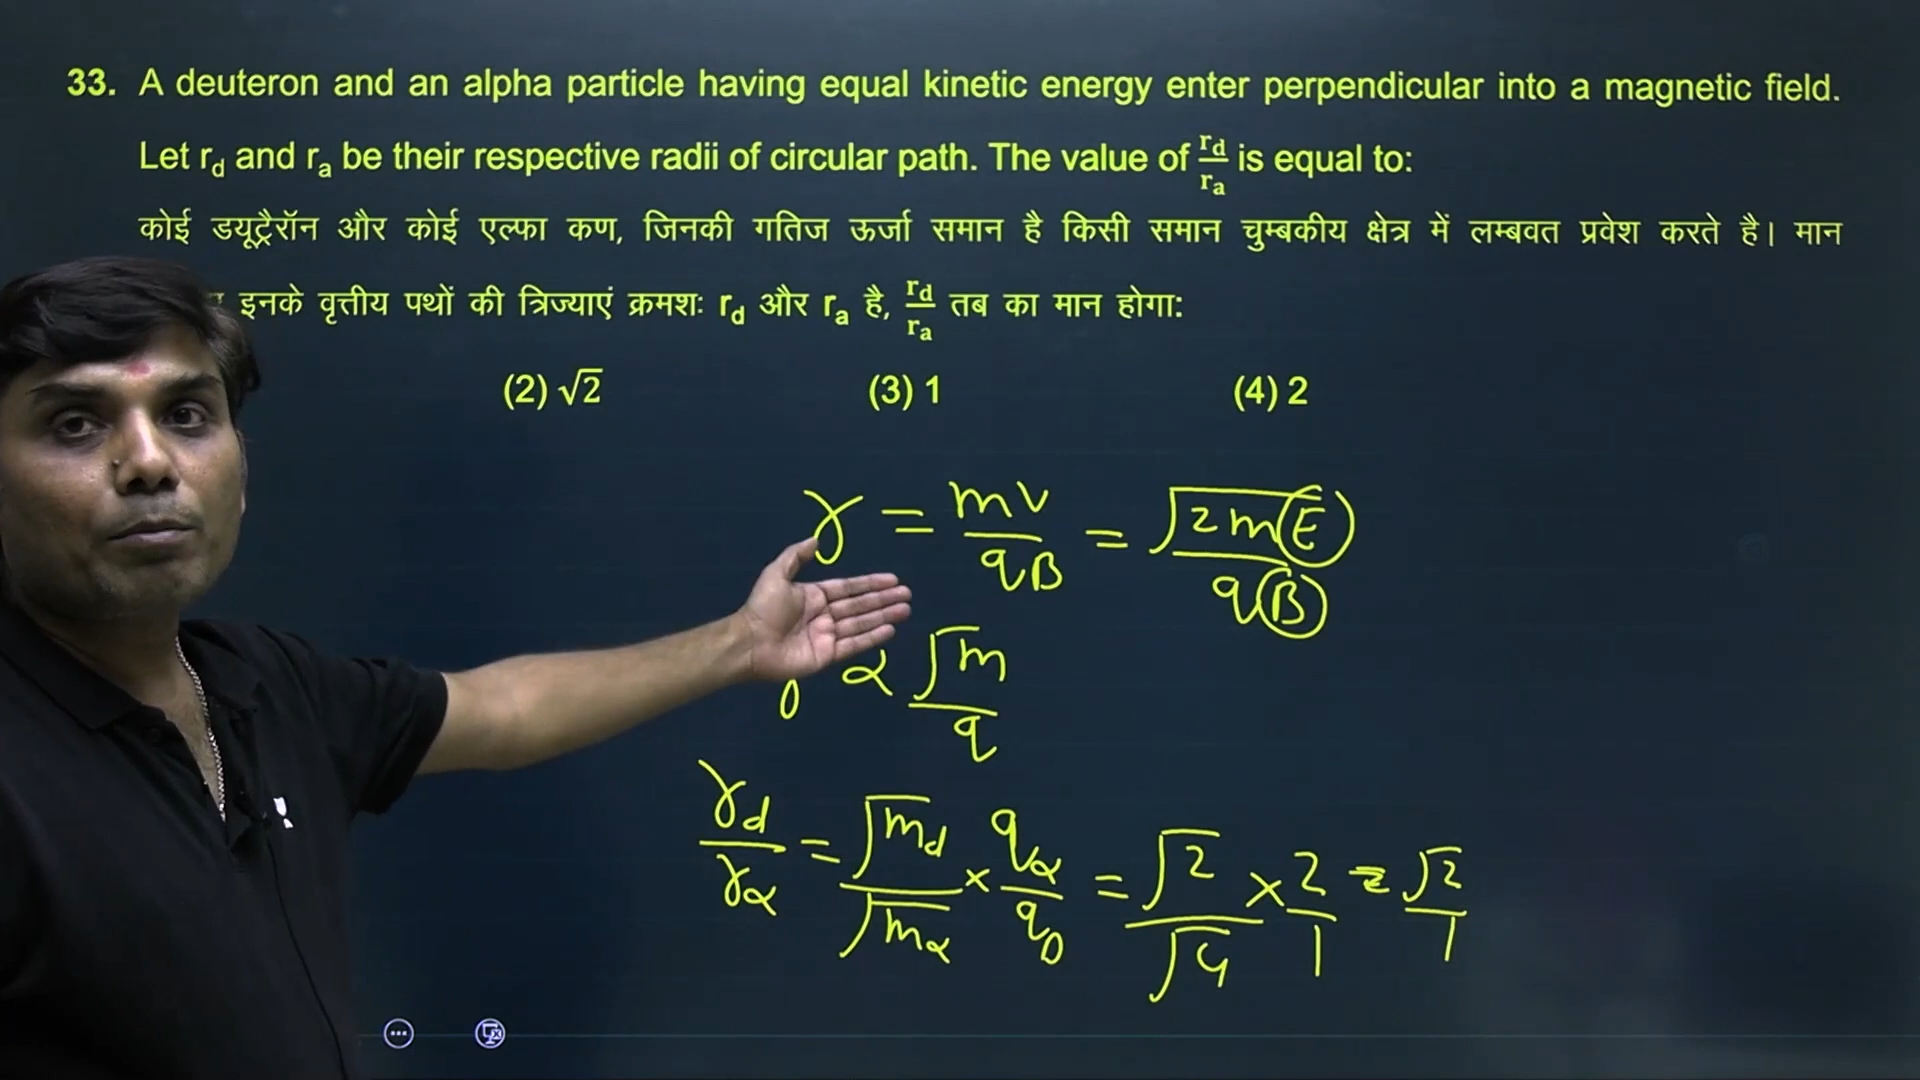 33. A deuteron and an alpha particle having equal kinetic energy enter perpendicular into a magnetic field.
Let r_d and r_a be their respective radii of circular path. The value of r_d/r_a is equal to:
कोई डयूट्रैरॉन और कोई एल्फा कण, जिनकी गतिज ऊर्जा समान है किसी समान चुम्बकीय क्षेत्र में लम्बवत प्रवेश करते है। मान
इनके वृत्तीय पथों की त्रिज्याएं क्रमशः r_d और r_a है, r_d/r_a तब का मान होगा:
(2) √2 (3) 1 (4) 2
r = mv/qB = √2mE/qB
∝ √m/q
r_d/r_α = √m_d/√m_α × q_α/q_D = √2/√4 × 2/1 = √2/1